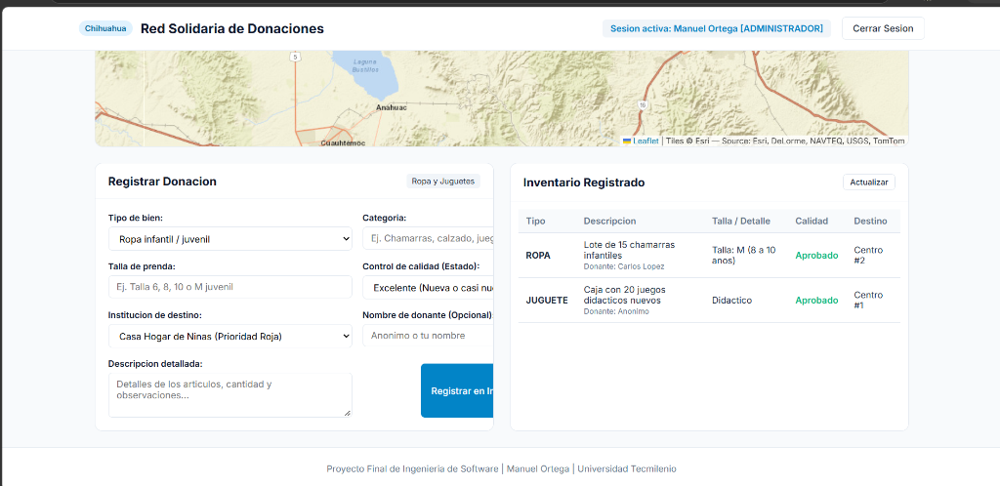 Chihuahua
Red Solidaria de Donaciones
Sesion activa: Manuel Ortega [ADMINISTRADOR]
Cerrar Sesion
5
Laguna
Bustillos
Anahuac
Cuauhtemoc
16
Leaflet | Tiles © Esri — Source: Esri, DeLorme, NAVTEQ, USGS, TomTom
Registrar Donacion
Ropa y Juguetes
Tipo de bien:
Ropa infantil / juvenil
Categoria:
Ej. Chamarras, calzado, jueg
Talla de prenda:
Ej. Talla 6, 8, 10 o M juvenil
Control de calidad (Estado):
Excelente (Nueva o casi nu
Institucion de destino:
Casa Hogar de Ninas (Prioridad Roja)
Nombre de donante (Opcional):
Anonimo o tu nombre
Descripcion detallada:
Detalles de los articulos, cantidad y
observaciones...
Registrar en In
Inventario Registrado
Actualizar
Tipo Descripcion Talla / Detalle Calidad Destino
ROPA
Lote de 15 chamarras
infantiles
Donante: Carlos Lopez
Talla: M (8 a 10
anos)
Aprobado
Centro
#2
JUGUETE
Caja con 20 juegos
didacticos nuevos
Donante: Anonimo
Didactico
Aprobado
Centro
#1
Proyecto Final de Ingenieria de Software | Manuel Ortega | Universidad Tecmilenio